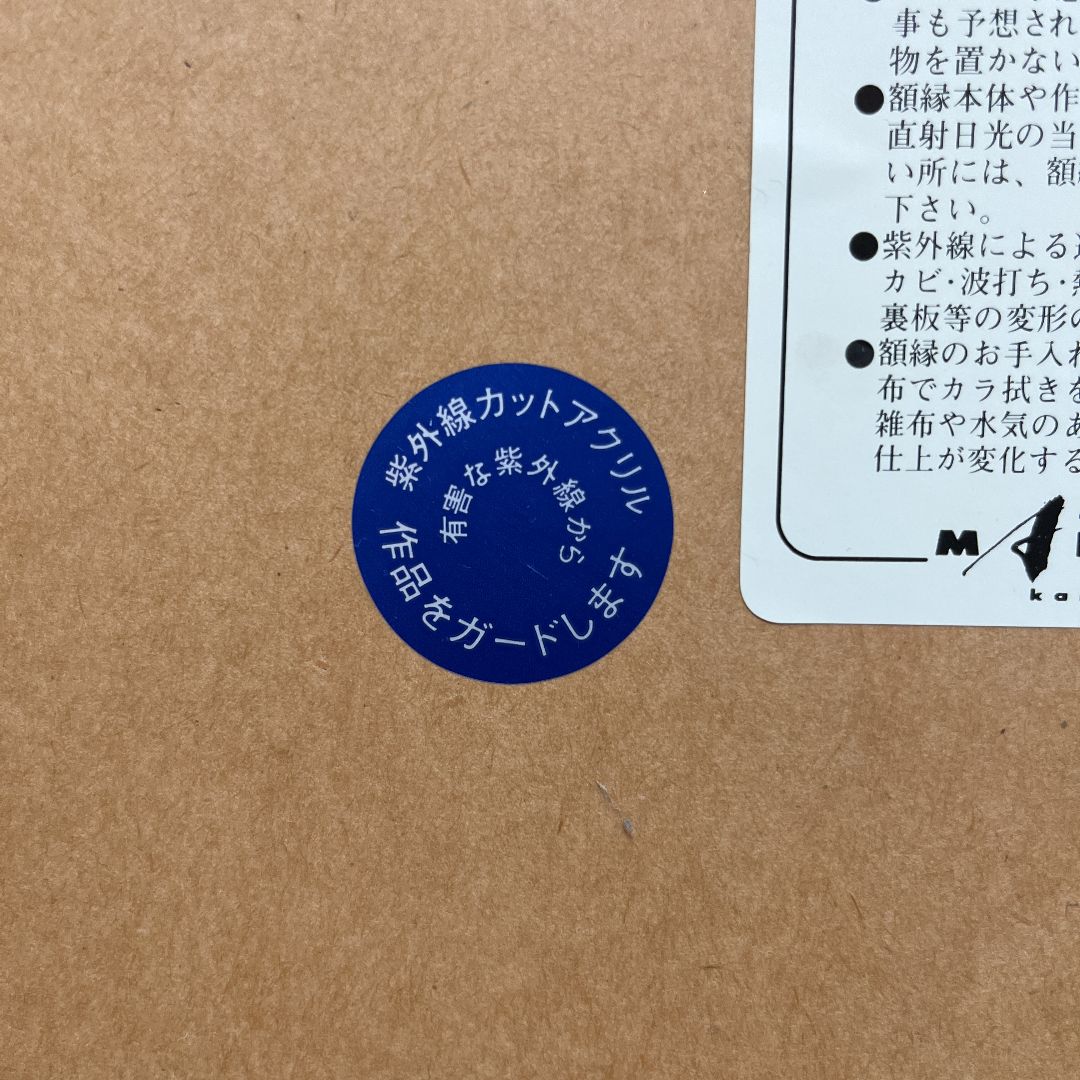 紫外線カットアクリル
有害な紫外線から
作品をガードします
事も予想され
物を置かない
●額縁本体や作
直射日光の当
い所には、額
下さい。
●紫外線による
カビ・波打ち・
裏板等の変形の
●額縁のお手入れ
布でカラ拭きを
雑布や水気のあ
仕上が変化する
MA
ka